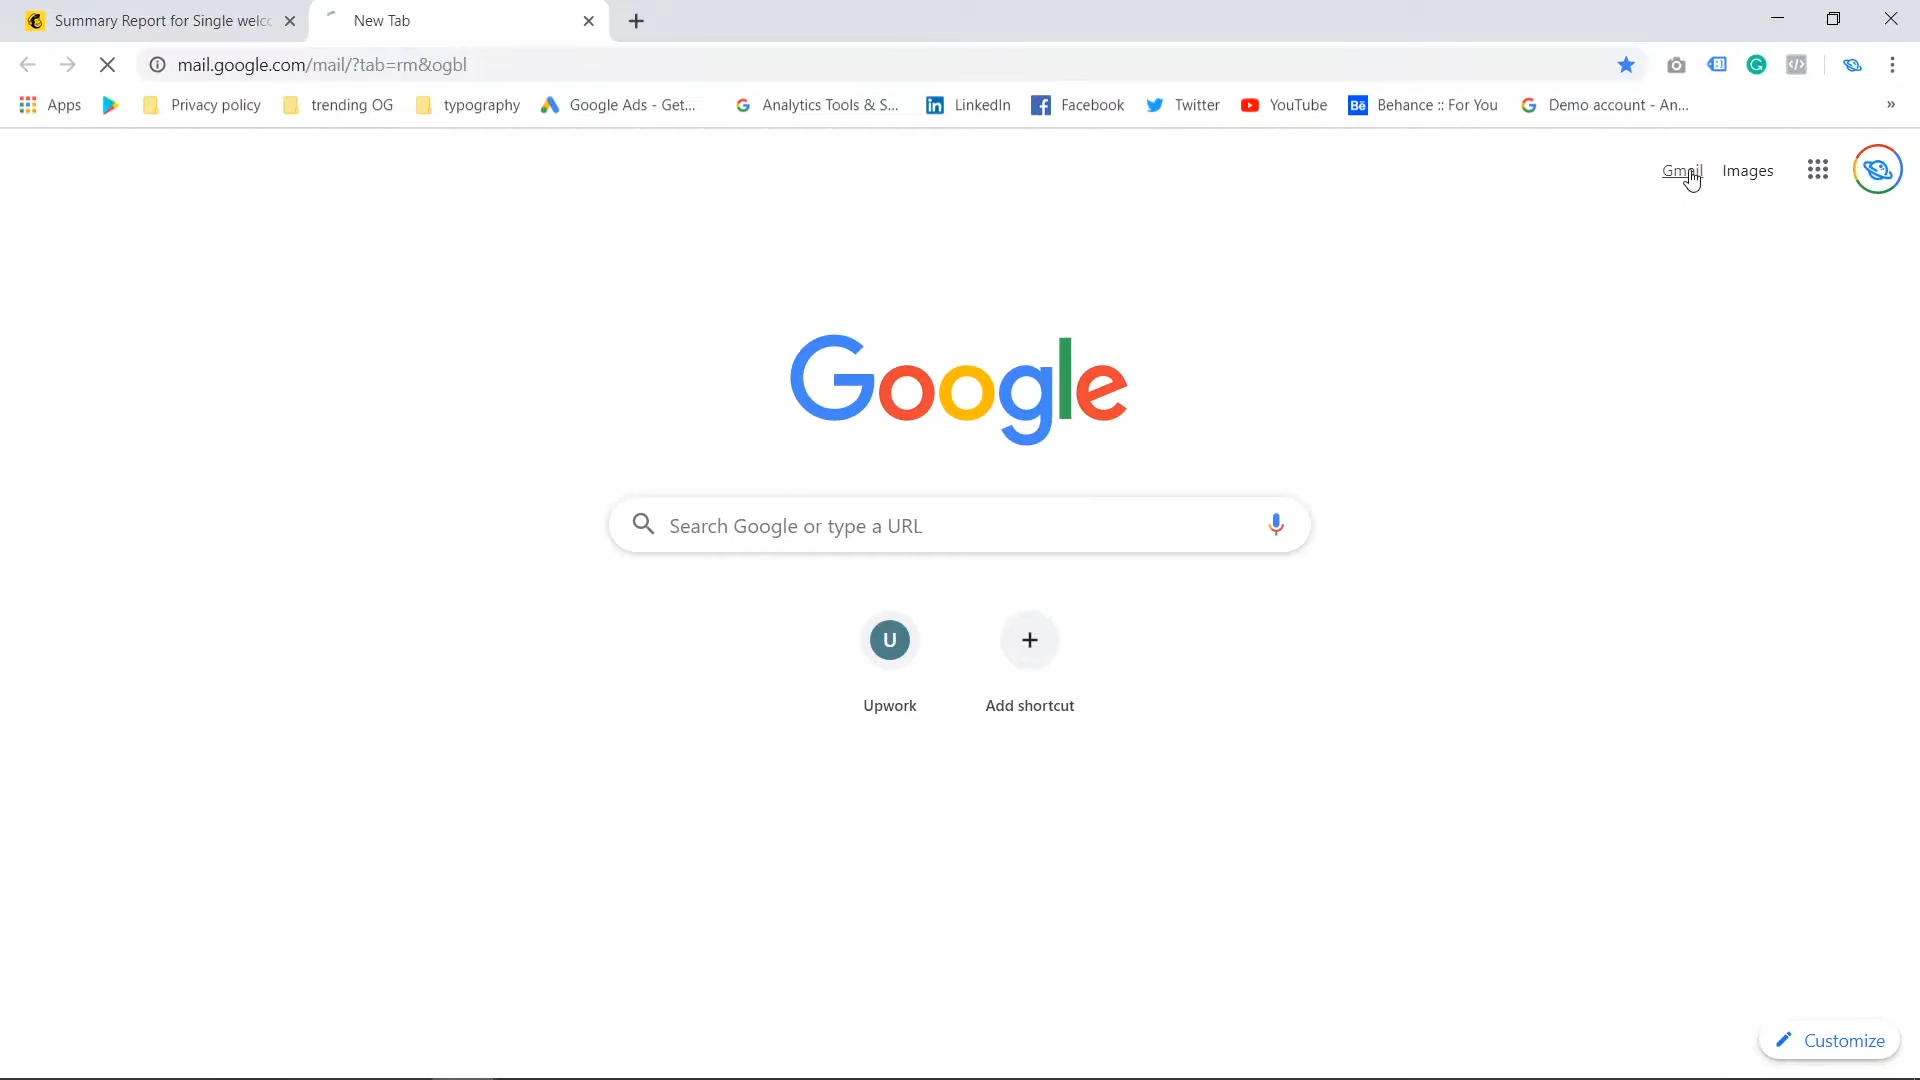 Summary Report for Single welcc
New Tab
mail.google.com/mail/?tab=rm&ogbl
Apps
Privacy policy
trending OG
typography
Google Ads - Get...
Analytics Tools & S...
LinkedIn
Facebook
Twitter
YouTube
Bē
Behance :: For You
Demo account - An...
»
Gmail
Images
Google
Search Google or type a URL
U
Upwork
Add shortcut
Customize